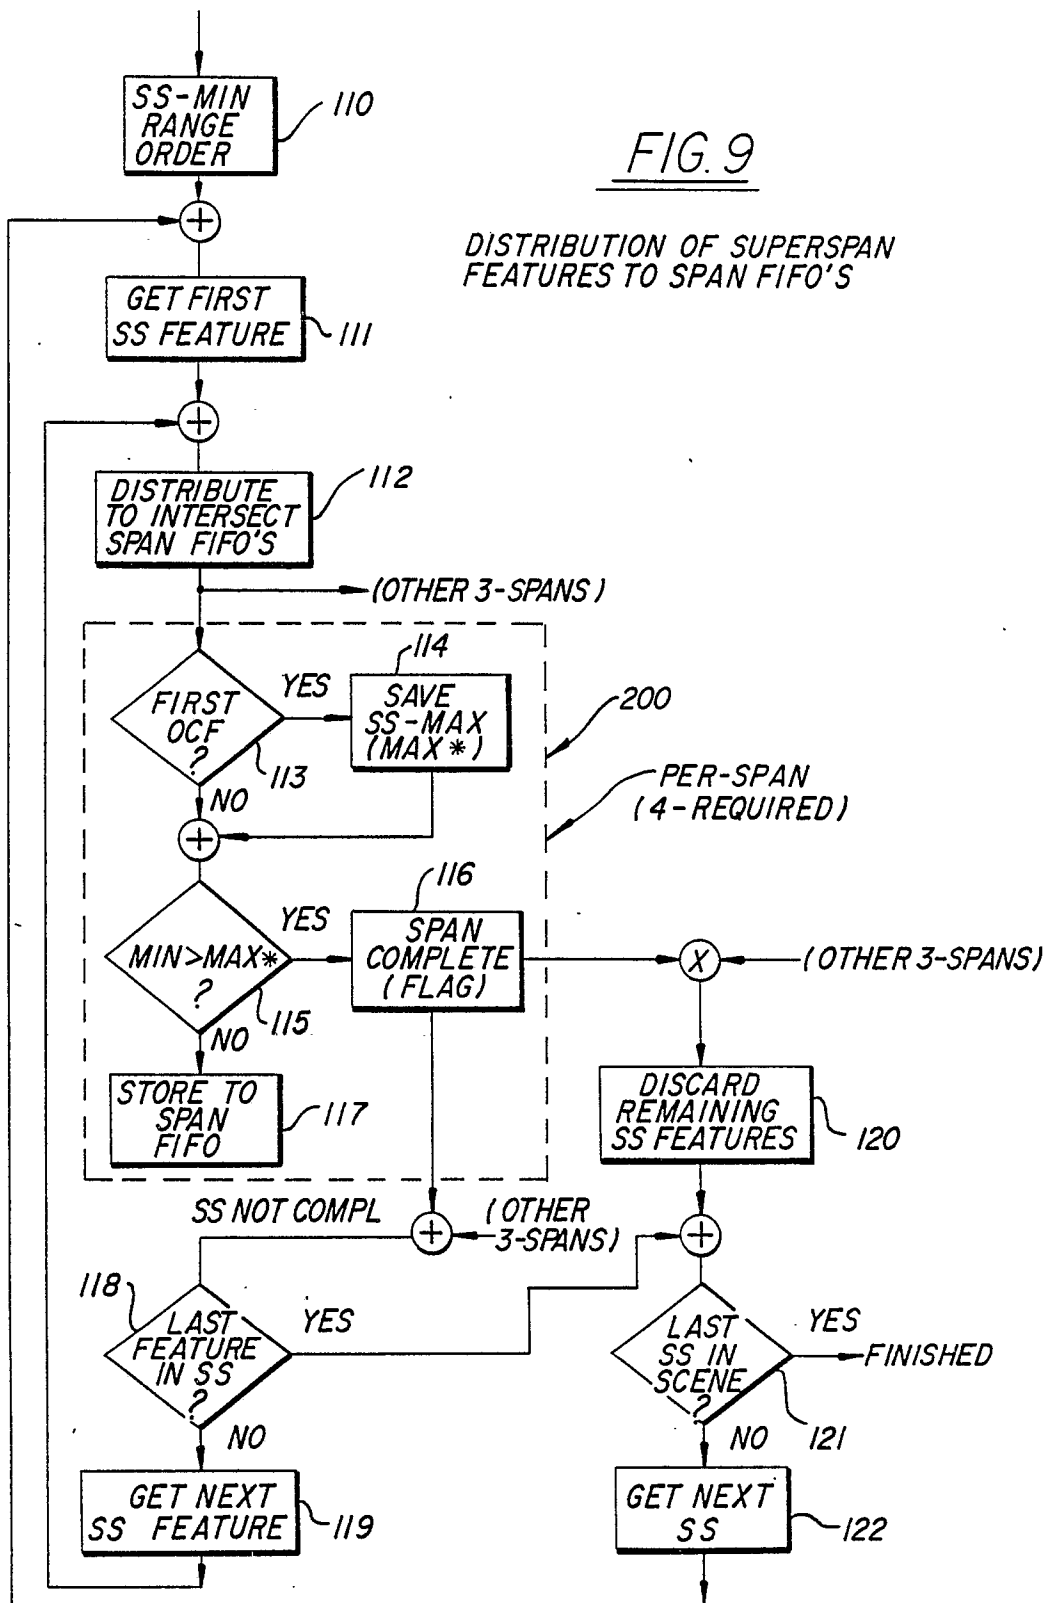 SS-MIN
RANGE
ORDER
110
FIG. 9
DISTRIBUTION OF SUPERSPAN
FEATURES TO SPAN FIFO'S
+
GET FIRST
SS FEATURE
111
+
DISTRIBUTE
TO INTERSECT
SPAN FIFO'S
112
(OTHER 3-SPANS)
FIRST
OCF
?
113
YES
NO
114
SAVE
SS-MAX
(MAX*)
200
PER-SPAN
(4-REQUIRED)
+
MIN>MAX*
?
115
YES
NO
116
SPAN
COMPLETE
(FLAG)
X
(OTHER 3-SPANS)
STORE TO
SPAN
FIFO
117
DISCARD
REMAINING
SS FEATURES
120
SS NOT COMPL
+
(OTHER
3-SPANS)
+
118
LAST
FEATURE
IN SS
?
YES
NO
LAST
SS IN
SCENE
?
YES
FINISHED
121
NO
GET NEXT
SS FEATURE
119
GET NEXT
SS
122